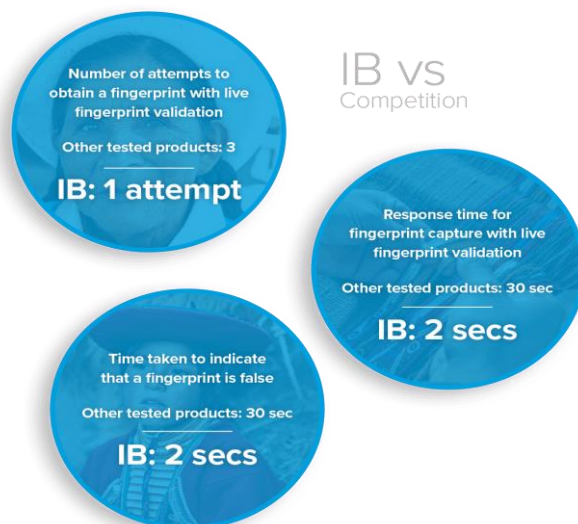 Number of attempts to
obtain a fingerprint with live
fingerprint validation
Other tested products: 3
IB: 1 attempt
IB vs
Competition
Response time for
fingerprint capture with live
fingerprint validation
Other tested products: 30 sec
IB: 2 secs
Time taken to indicate
that a fingerprint is false
Other tested products: 30 sec
IB: 2 secs